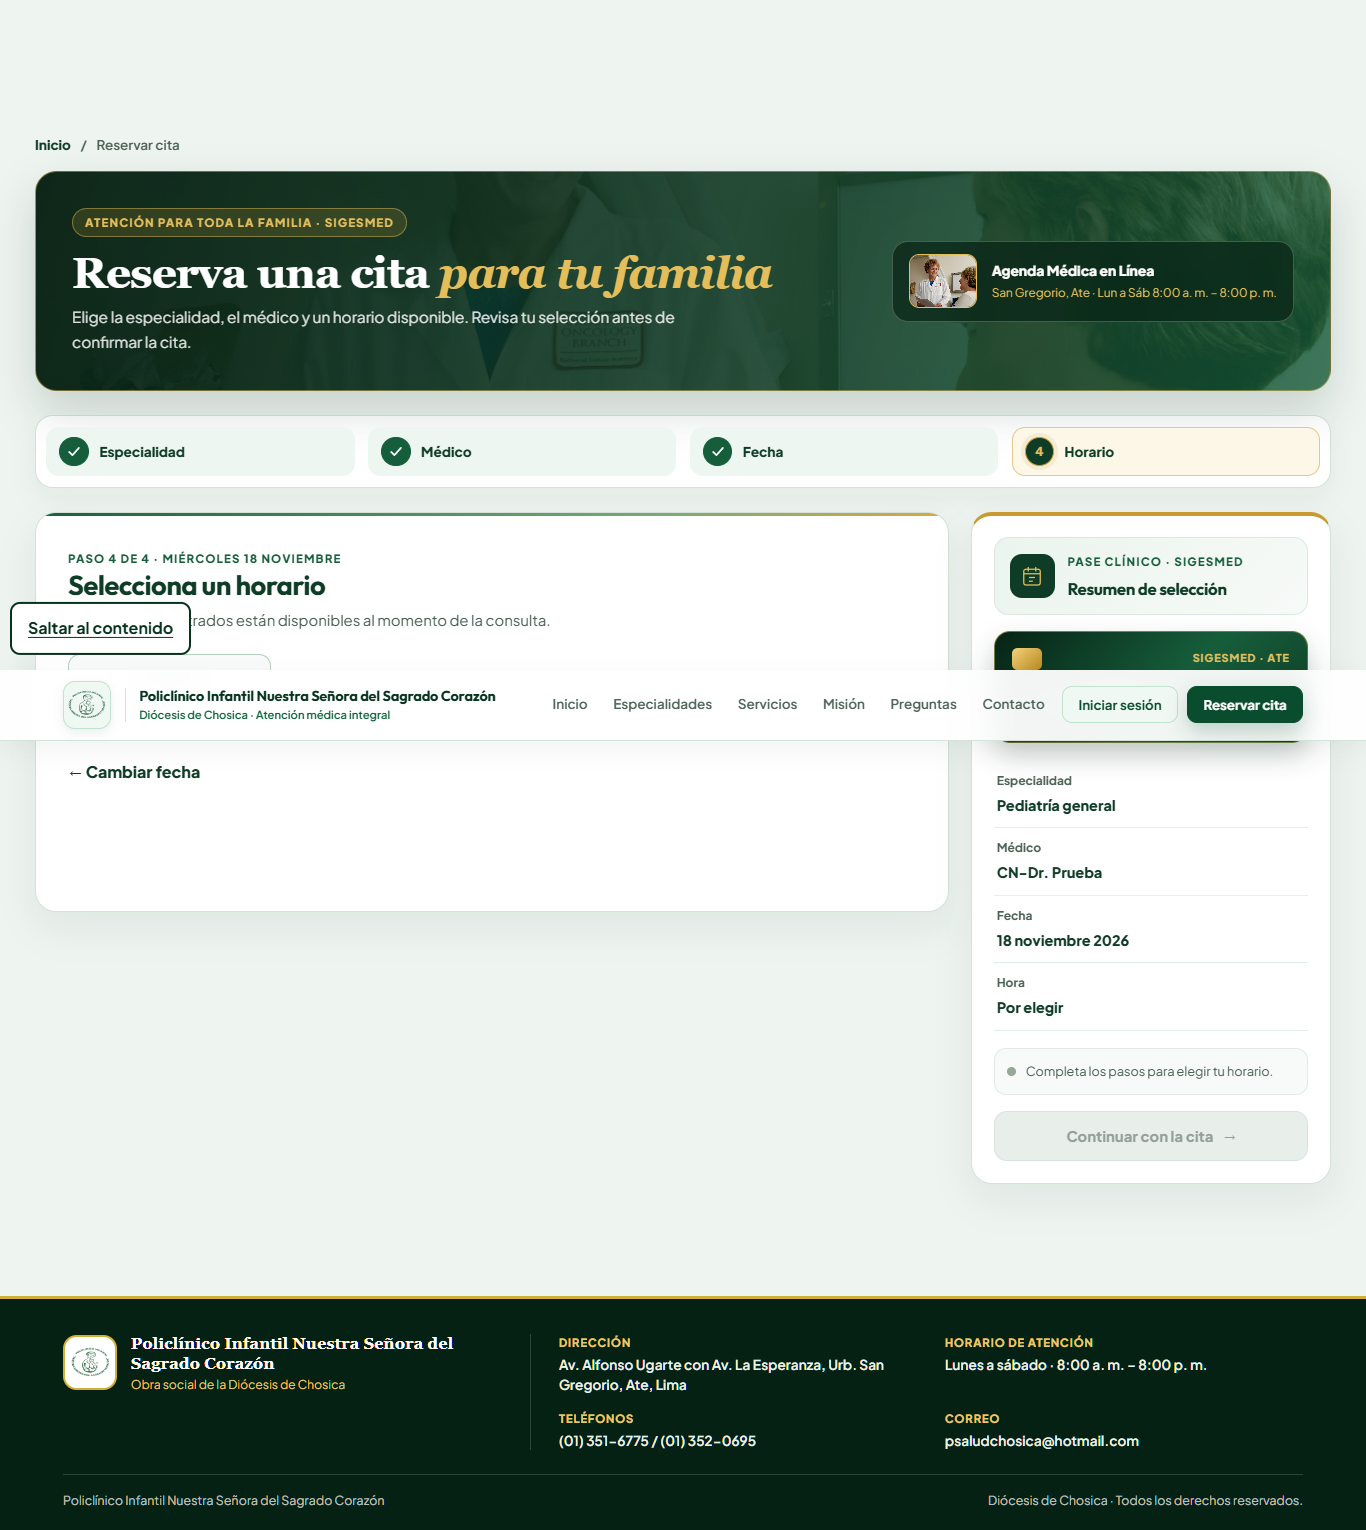 Inicio / Reservar cita
ATENCIÓN PARA TODA LA FAMILIA · SIGESMED
Reserva una cita para tu familia
Elige la especialidad, el médico y un horario disponible. Revisa tu selección antes de
confirmar la cita.
ONCOLOGY
BRANCH
Agenda Médica en Línea
San Gregorio, Ate · Lun a Sáb 8:00 a. m. – 8:00 p. m.
Especialidad
Médico
Fecha
4 Horario
PASO 4 DE 4 · MIÉRCOLES 18 NOVIEMBRE
Selecciona un horario
están disponibles al momento de la consulta.
Saltar al contenido
PASE CLÍNICO · SIGESMED
Resumen de selección
SIGESMED · ATE
Policlínico Infantil Nuestra Señora del Sagrado Corazón
Diócesis de Chosica · Atención médica integral
Inicio Especialidades Servicios Misión Preguntas Contacto Iniciar sesión Reservar cita
← Cambiar fecha
Especialidad
Pediatría general
Médico
CN-Dr. Prueba
Fecha
18 noviembre 2026
Hora
Por elegir
Completa los pasos para elegir tu horario.
Continuar con la cita →
Policlínico Infantil Nuestra Señora del
Sagrado Corazón
Obra social de la Diócesis de Chosica
DIRECCIÓN
Av. Alfonso Ugarte con Av. La Esperanza, Urb. San
Gregorio, Ate, Lima
HORARIO DE ATENCIÓN
Lunes a sábado · 8:00 a. m. – 8:00 p. m.
TELÉFONOS
(01) 351-6775 / (01) 352-0695
CORREO
psaludchosica@hotmail.com
Policlínico Infantil Nuestra Señora del Sagrado Corazón
Diócesis de Chosica · Todos los derechos reservados.